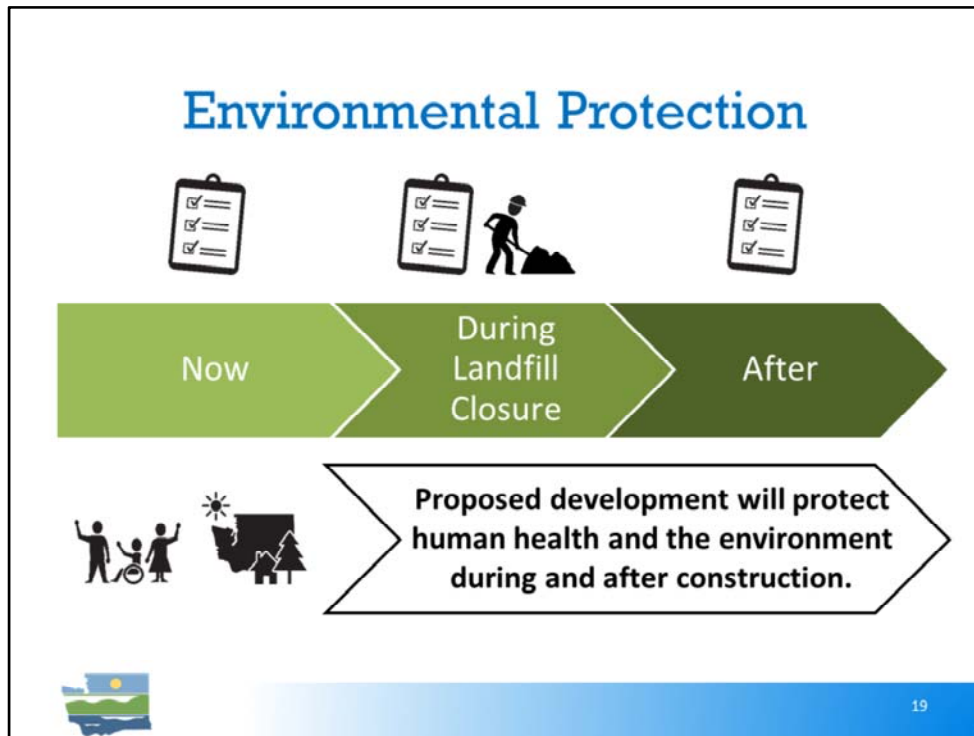 Environmental Protection
Now
During
Landfill
Closure
After
Proposed development will protect
human health and the environment
during and after construction.
19